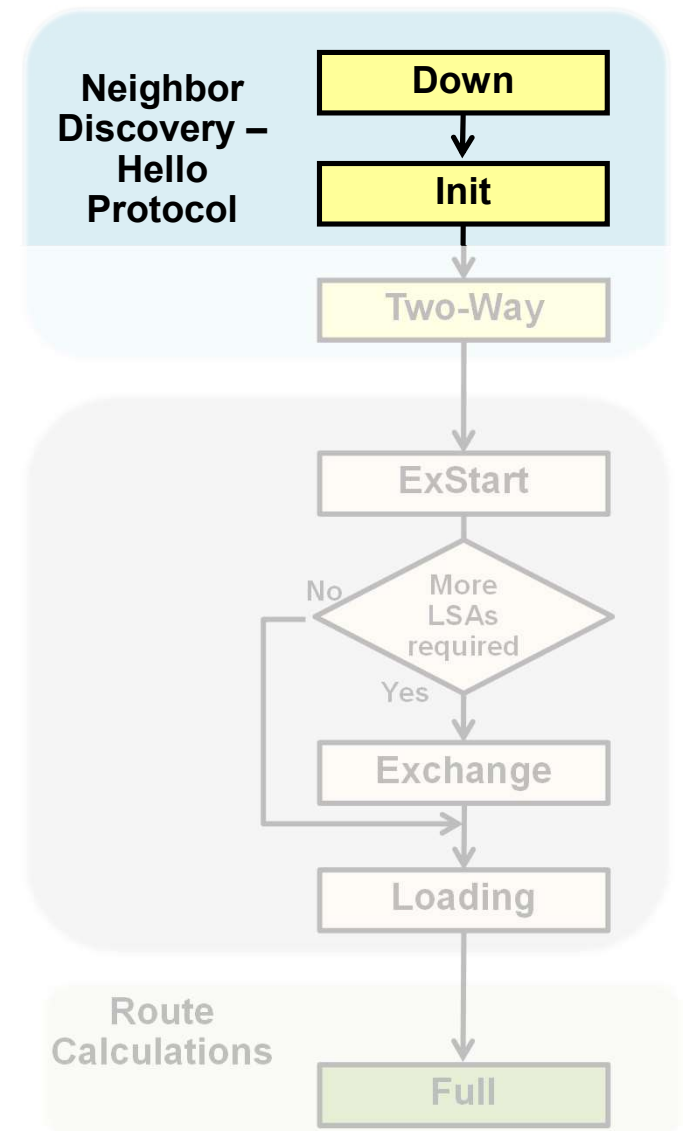 Neighbor
Discovery –
Hello
Protocol
Down
Init
Two-Way
ExStart
No
More
LSAs
required
Yes
Exchange
Loading
Route
Calculations
Full